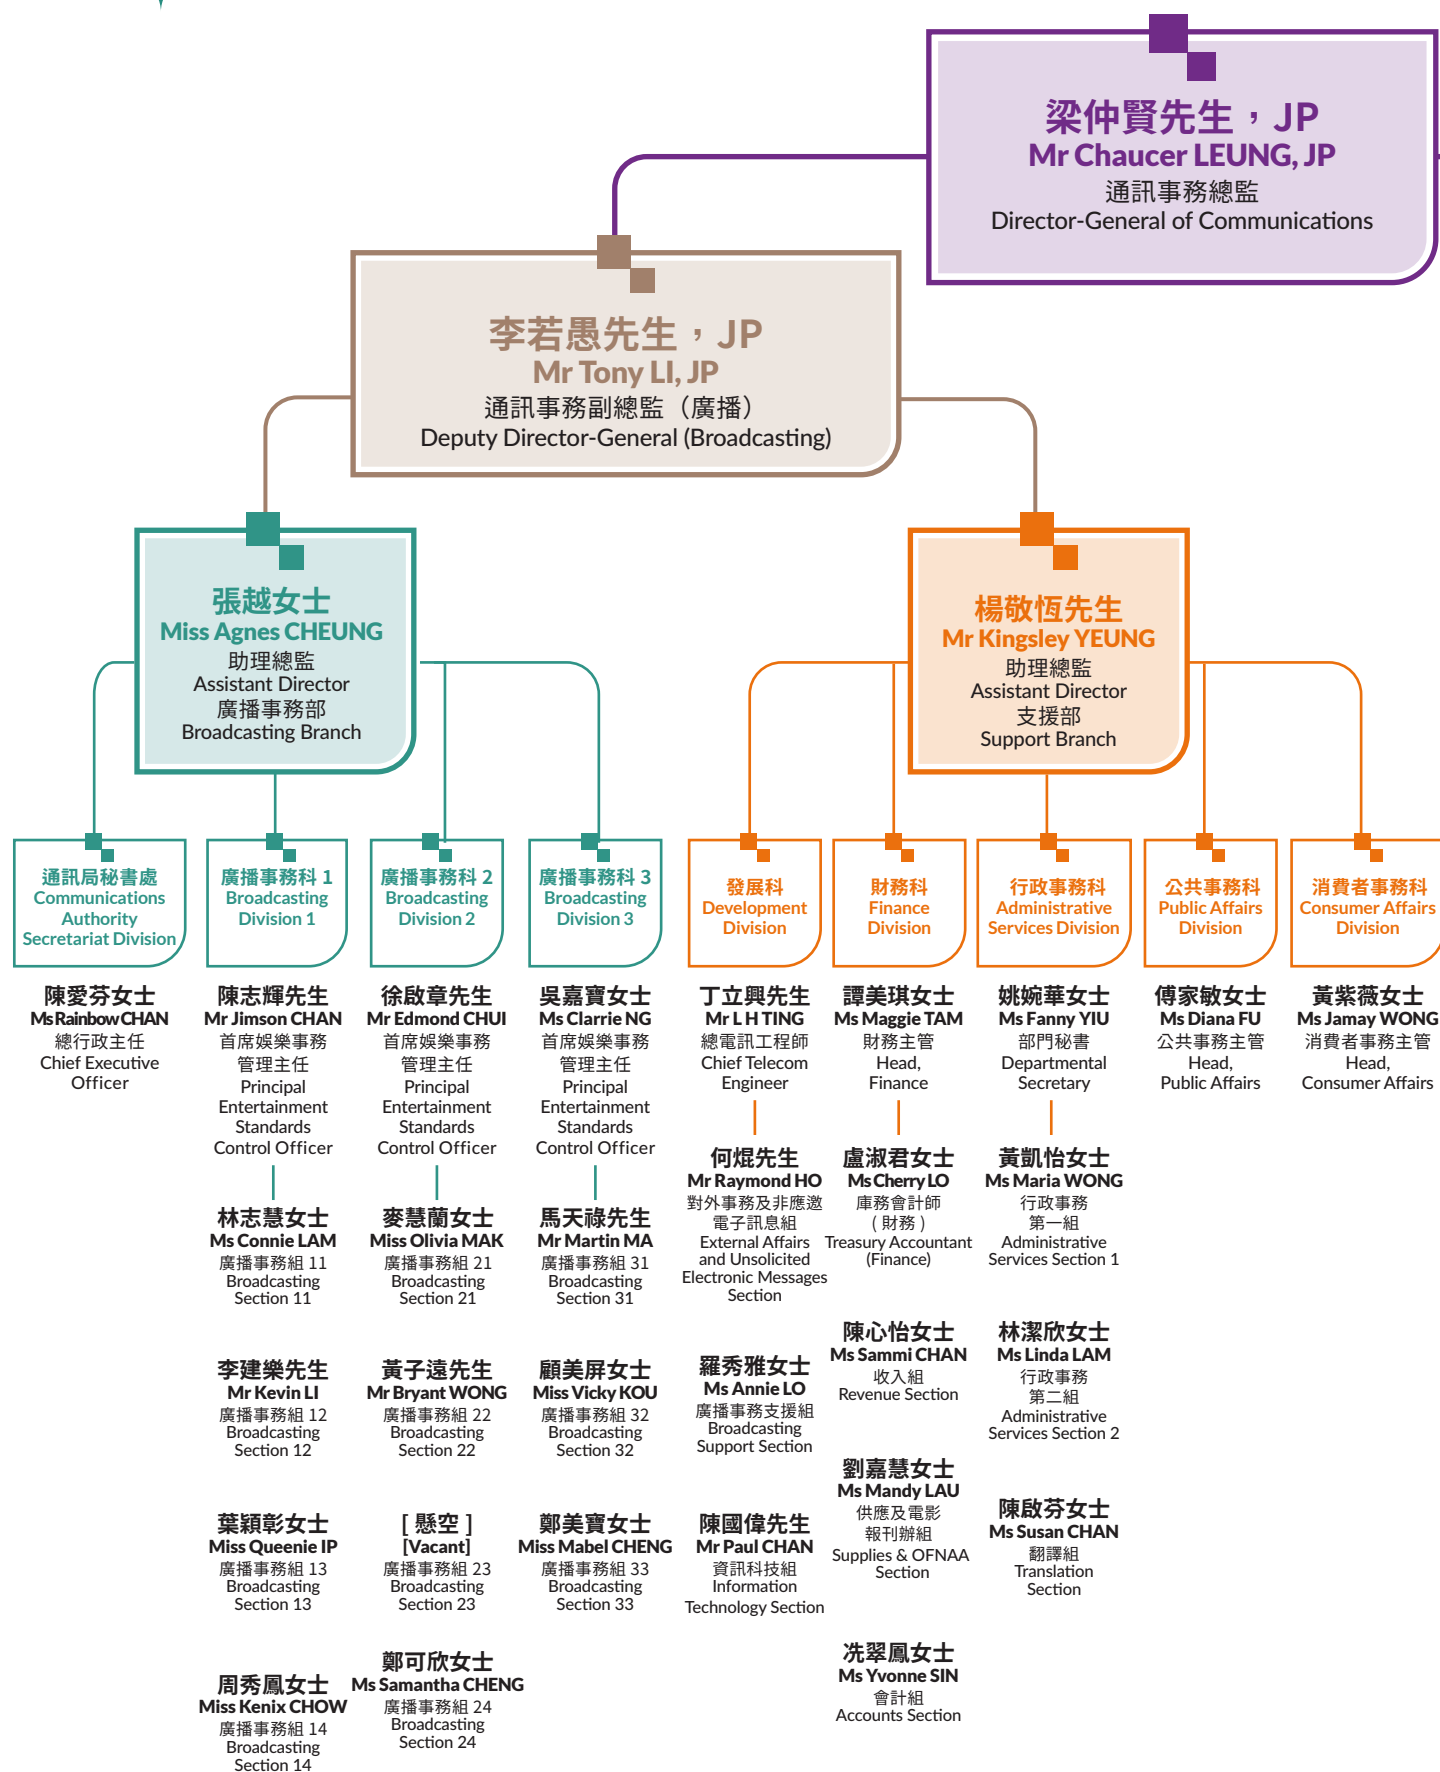 梁仲賢先生，JP
Mr Chaucer LEUNG, JP
通訊事務總監
Director-General of Communications
李若愚先生，JP
Mr Tony LI, JP
通訊事務副總監（廣播）
Deputy Director-General (Broadcasting)
張越女士
Miss Agnes CHEUNG
助理總監
Assistant Director
廣播事務部
Broadcasting Branch
楊敬恆先生
Mr Kingsley YEUNG
助理總監
Assistant Director
支援部
Support Branch
通訊局秘書處
Communications
Authority
Secretariat Division
陳愛芬女士
Ms Rainbow CHAN
總行政主任
Chief Executive
Officer
廣播事務科 1
Broadcasting
Division 1
陳志輝先生
Mr Jimson CHAN
首席娛樂事務
管理主任
Principal
Entertainment
Standards
Control Officer
林志慧女士
Ms Connie LAM
廣播事務組 11
Broadcasting
Section 11
李建樂先生
Mr Kevin LI
廣播事務組 12
Broadcasting
Section 12
葉穎彰女士
Miss Queenie IP
廣播事務組 13
Broadcasting
Section 13
周秀鳳女士
Miss Kenix CHOW
廣播事務組 14
Broadcasting
Section 14
廣播事務科 2
Broadcasting
Division 2
徐啟章先生
Mr Edmond CHUI
首席娛樂事務
管理主任
Principal
Entertainment
Standards
Control Officer
麥慧蘭女士
Miss Olivia MAK
廣播事務組 21
Broadcasting
Section 21
黃子遠先生
Mr Bryant WONG
廣播事務組 22
Broadcasting
Section 22
[ 懸空 ]
[Vacant]
廣播事務組 23
Broadcasting
Section 23
鄭可欣女士
Ms Samantha CHENG
廣播事務組 24
Broadcasting
Section 24
廣播事務科 3
Broadcasting
Division 3
吳嘉寶女士
Ms Clarrie NG
首席娛樂事務
管理主任
Principal
Entertainment
Standards
Control Officer
馬天祿先生
Mr Martin MA
廣播事務組 31
Broadcasting
Section 31
顧美屏女士
Miss Vicky KOU
廣播事務組 32
Broadcasting
Section 32
鄭美寶女士
Miss Mabel CHENG
廣播事務組 33
Broadcasting
Section 33
發展科
Development
Division
丁立興先生
Mr L H TING
總電訊工程師
Chief Telecom
Engineer
何焜先生
Mr Raymond HO
對外事務及非應邀
電子訊息組
External Affairs
and Unsolicited
Electronic Messages
Section
羅秀雅女士
Ms Annie LO
廣播事務支援組
Broadcasting
Support Section
陳國偉先生
Mr Paul CHAN
資訊科技組
Information
Technology Section
財務科
Finance
Division
譚美琪女士
Ms Maggie TAM
財務主管
Head,
Finance
盧淑君女士
Ms Cherry LO
庫務會計師
( 財務 )
Treasury Accountant
(Finance)
陳心怡女士
Ms Sammi CHAN
收入組
Revenue Section
劉嘉慧女士
Ms Mandy LAU
供應及電影
報刊辦組
Supplies & OFNAA
Section
冼翠鳳女士
Ms Yvonne SIN
會計組
Accounts Section
行政事務科
Administrative
Services Division
姚婉華女士
Ms Fanny YIU
部門秘書
Departmental
Secretary
黃凱怡女士
Ms Maria WONG
行政事務
第一組
Administrative
Services Section 1
林潔欣女士
Ms Linda LAM
行政事務
第二組
Administrative
Services Section 2
陳啟芬女士
Ms Susan CHAN
翻譯組
Translation
Section
公共事務科
Public Affairs
Division
傅家敏女士
Ms Diana FU
公共事務主管
Head,
Public Affairs
消費者事務科
Consumer Affairs
Division
黃紫薇女士
Ms Jamay WONG
消費者事務主管
Head,
Consumer Affairs